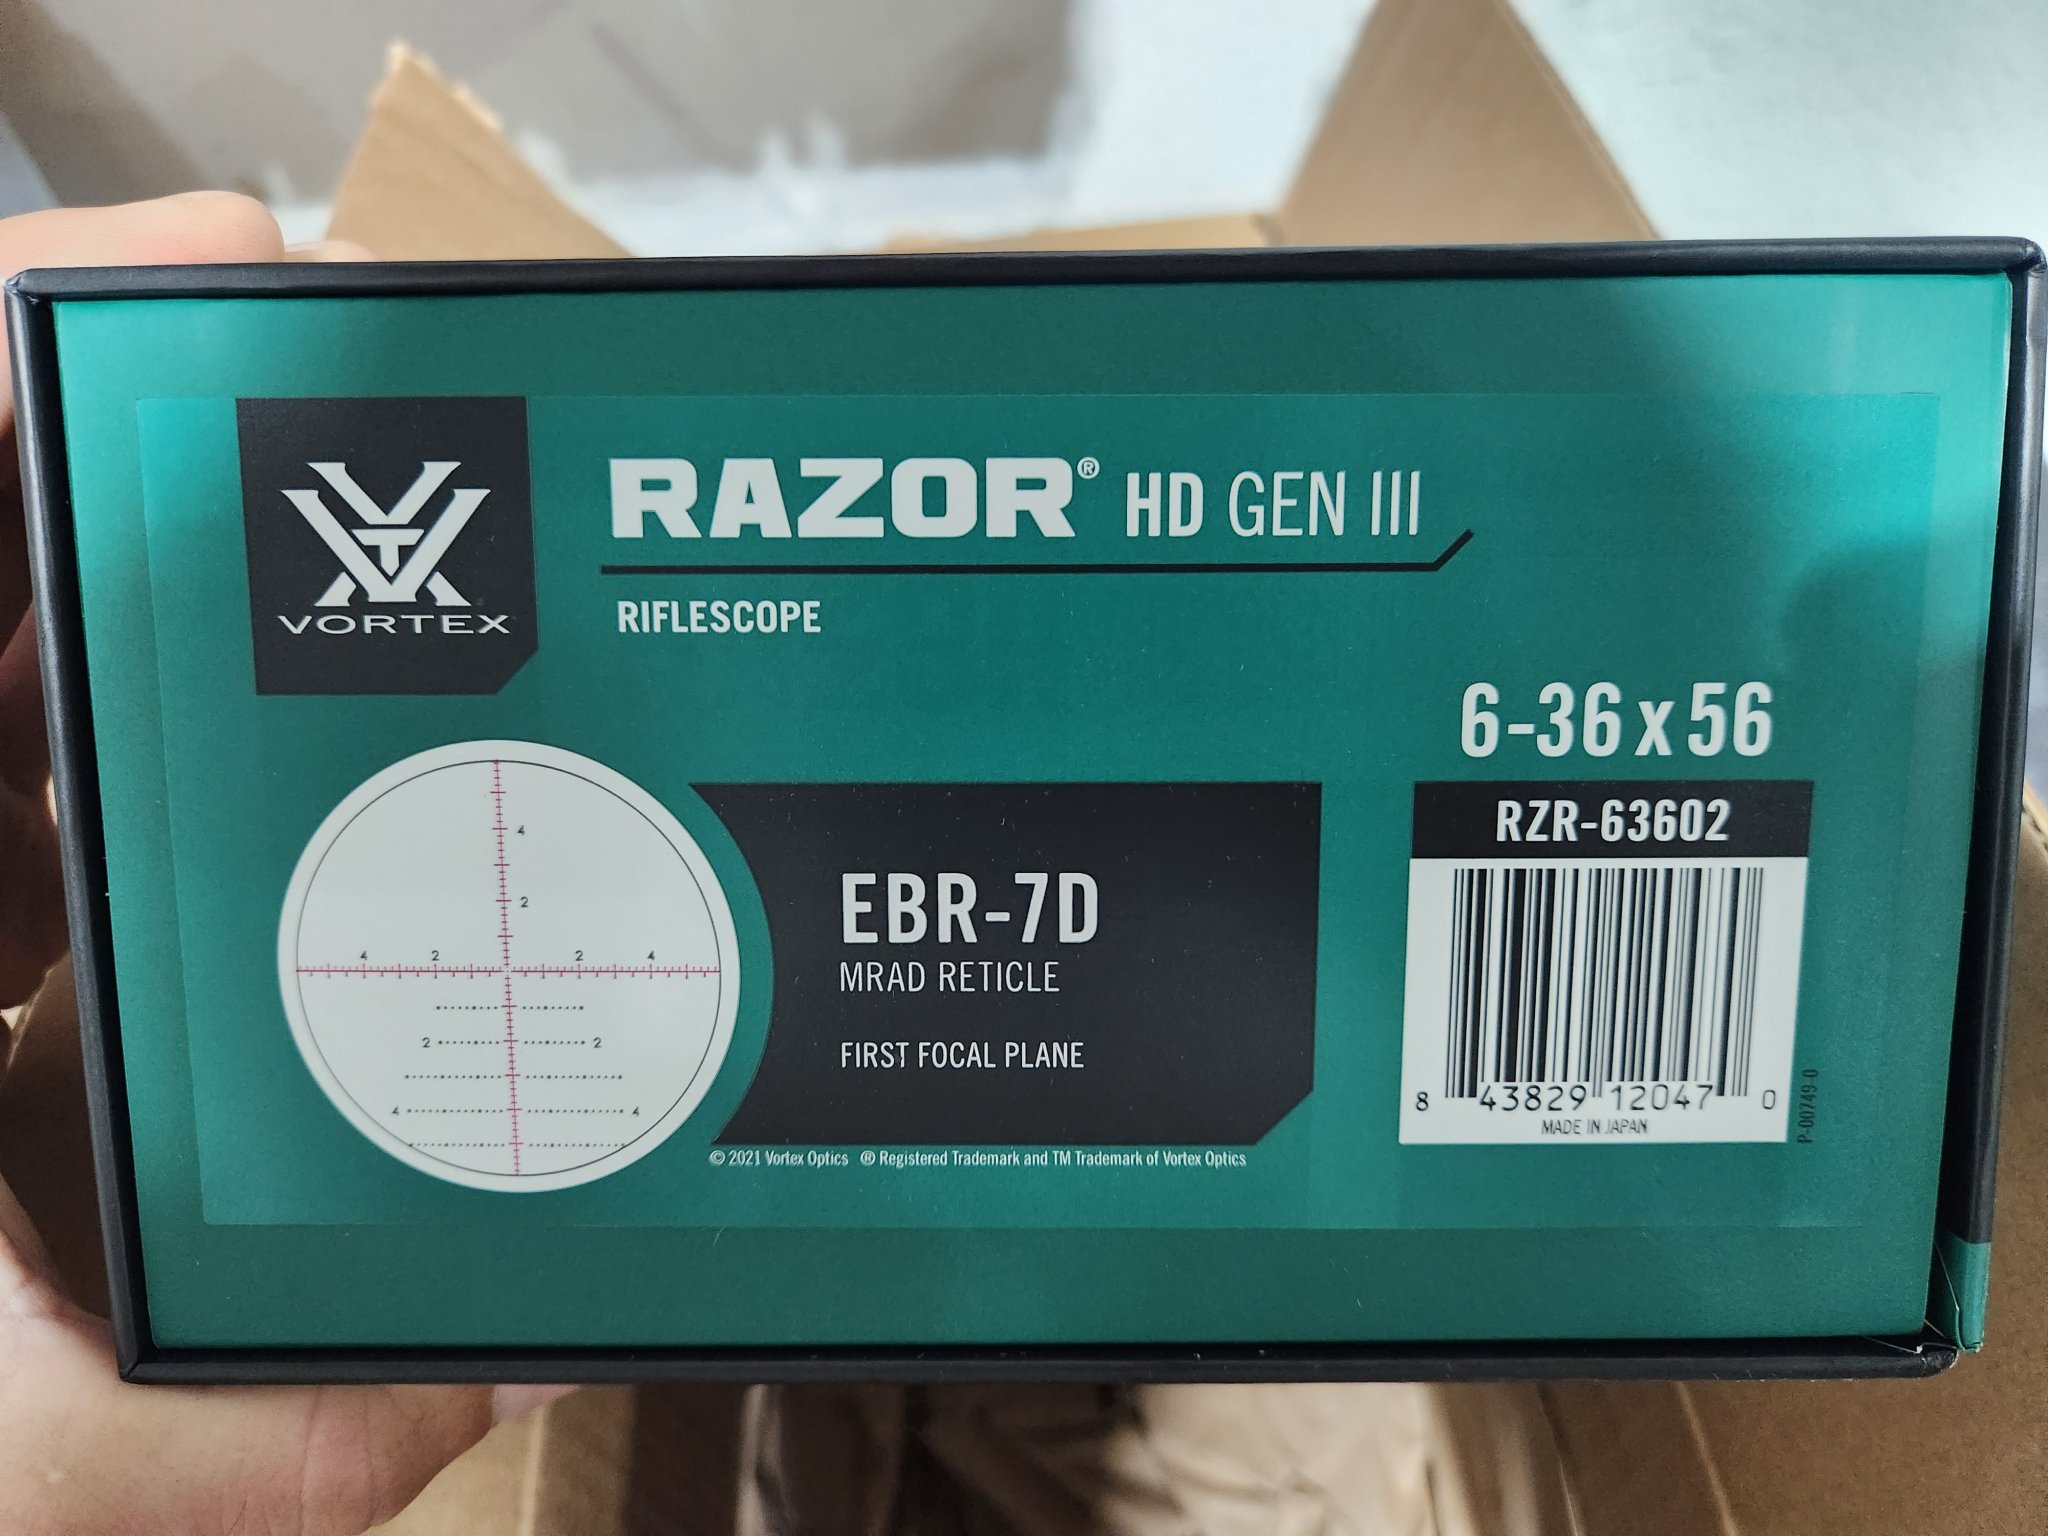 VORTEX
RAZOR® HD GEN III
RIFLESCOPE
6-36 x 56
RZR-63602
4
2
4 2 2 4
2 2
4 4
EBR-7D
MRAD RETICLE
FIRST FOCAL PLANE
8 43829 12047 0
MADE IN JAPAN
P-00749-0
© 2021 Vortex Optics ® Registered Trademark and TM Trademark of Vortex Optics